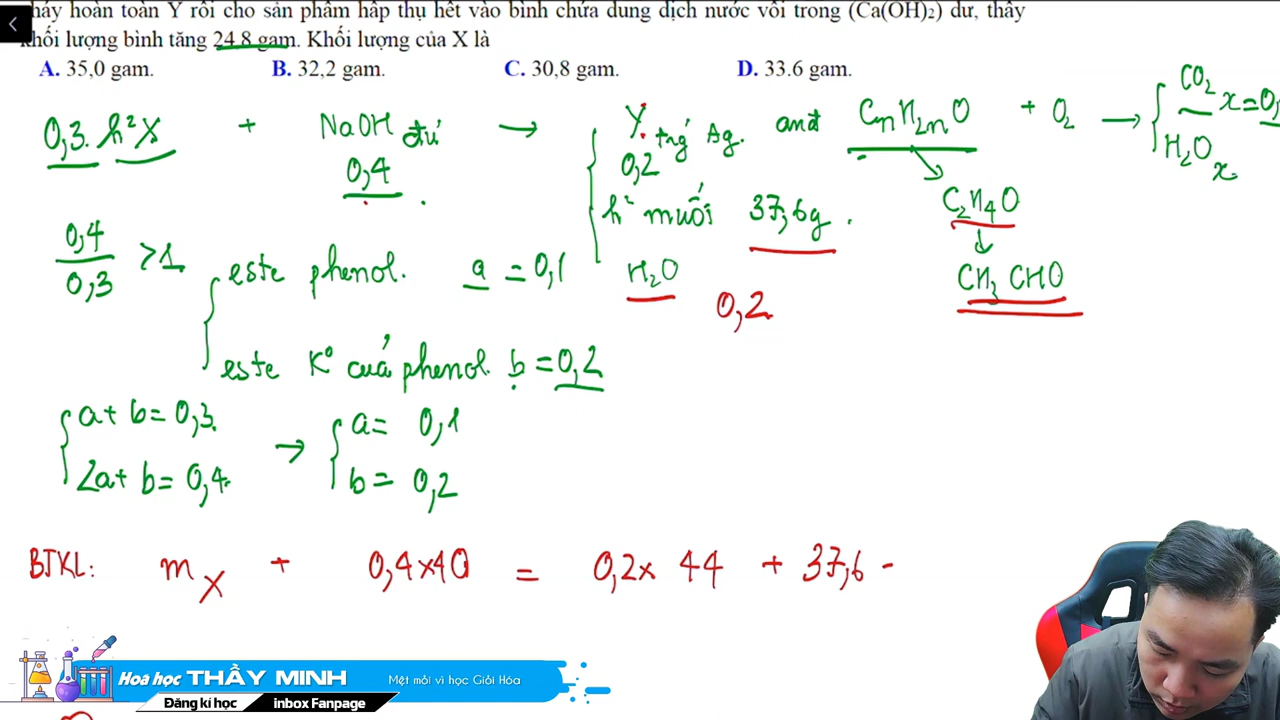 háy hoàn toàn Y rồi cho sản phẩm hấp thụ hết vào bình chứa dung dịch nước vôi trong (Ca(OH)₂) dư, thấy
khối lượng bình tăng 24,8 gam. Khối lượng của X là
A. 35,0 gam. B. 32,2 gam. C. 30,8 gam. D. 33.6 gam.
0,3. h² X + NaOH đủ → Y. trg' Ag. anđ CnH2nO + O2 → CO2 x=0,
0,4 0,2 H2O x
h² muối 37,6g. C2H4O
0,4 / 0,3 >1 este phenol. a = 0,1 H2O CH3CHO
0,2
este K° của phenol. b = 0,2
a+b=0,3. → a= 0,1
2a+b=0,4. b= 0,2
BTKL: mX + 0,4×40 = 0,2× 44 + 37,6 -
Hoá học THẦY MINH Mệt mỏi vì học Giỏi Hóa
Đăng kí học inbox Fanpage